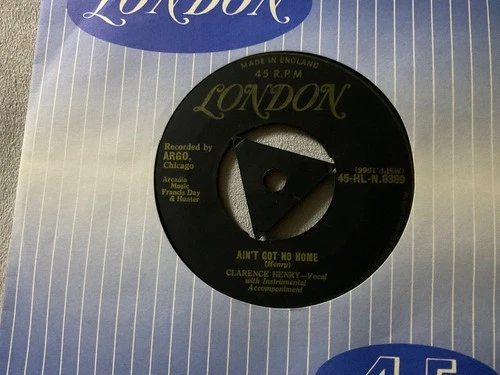 LONDON
MADE IN ENGLAND
45 R.P.M
LONDON
Recorded by
ARGO,
Chicago
Arcadia
Music
Francis Day
& Hunter
45-HL-N.8389
AIN'T GOT NO HOME
(Henry)
CLARENCE HENRY—Vocal
with Instrumental
Accompaniment
45